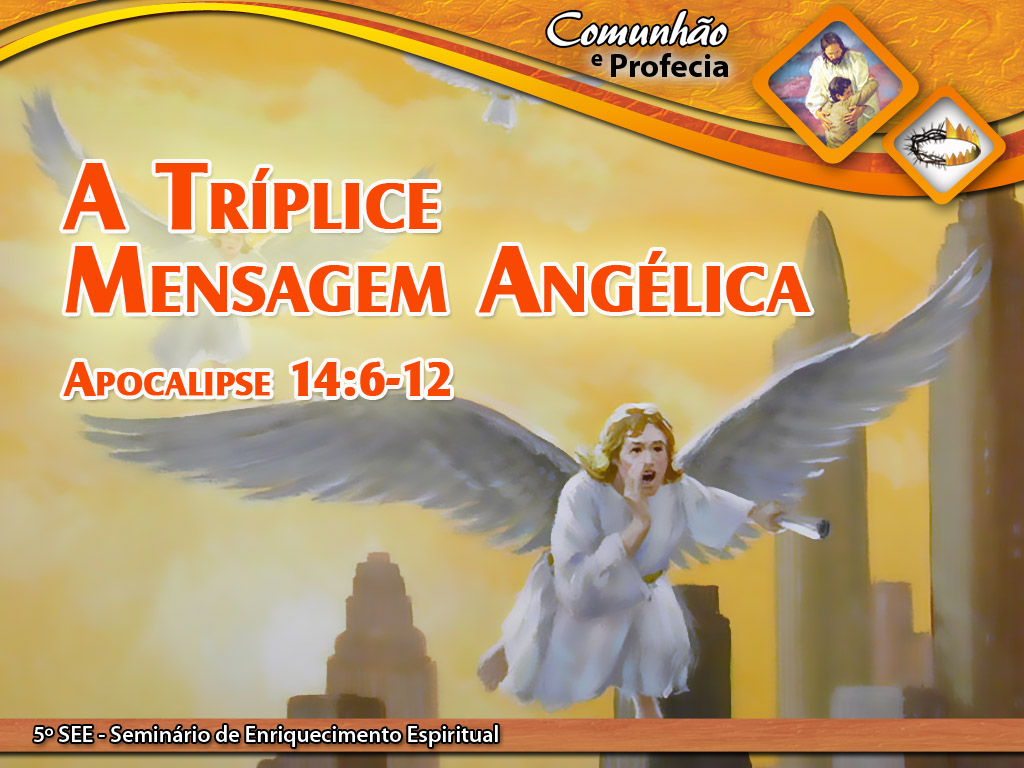 Comunhão
e Profecia
A Tríplice
Mensagem Angélica
Apocalipse 14:6-12
5º SEE - Seminário de Enriquecimento Espiritual